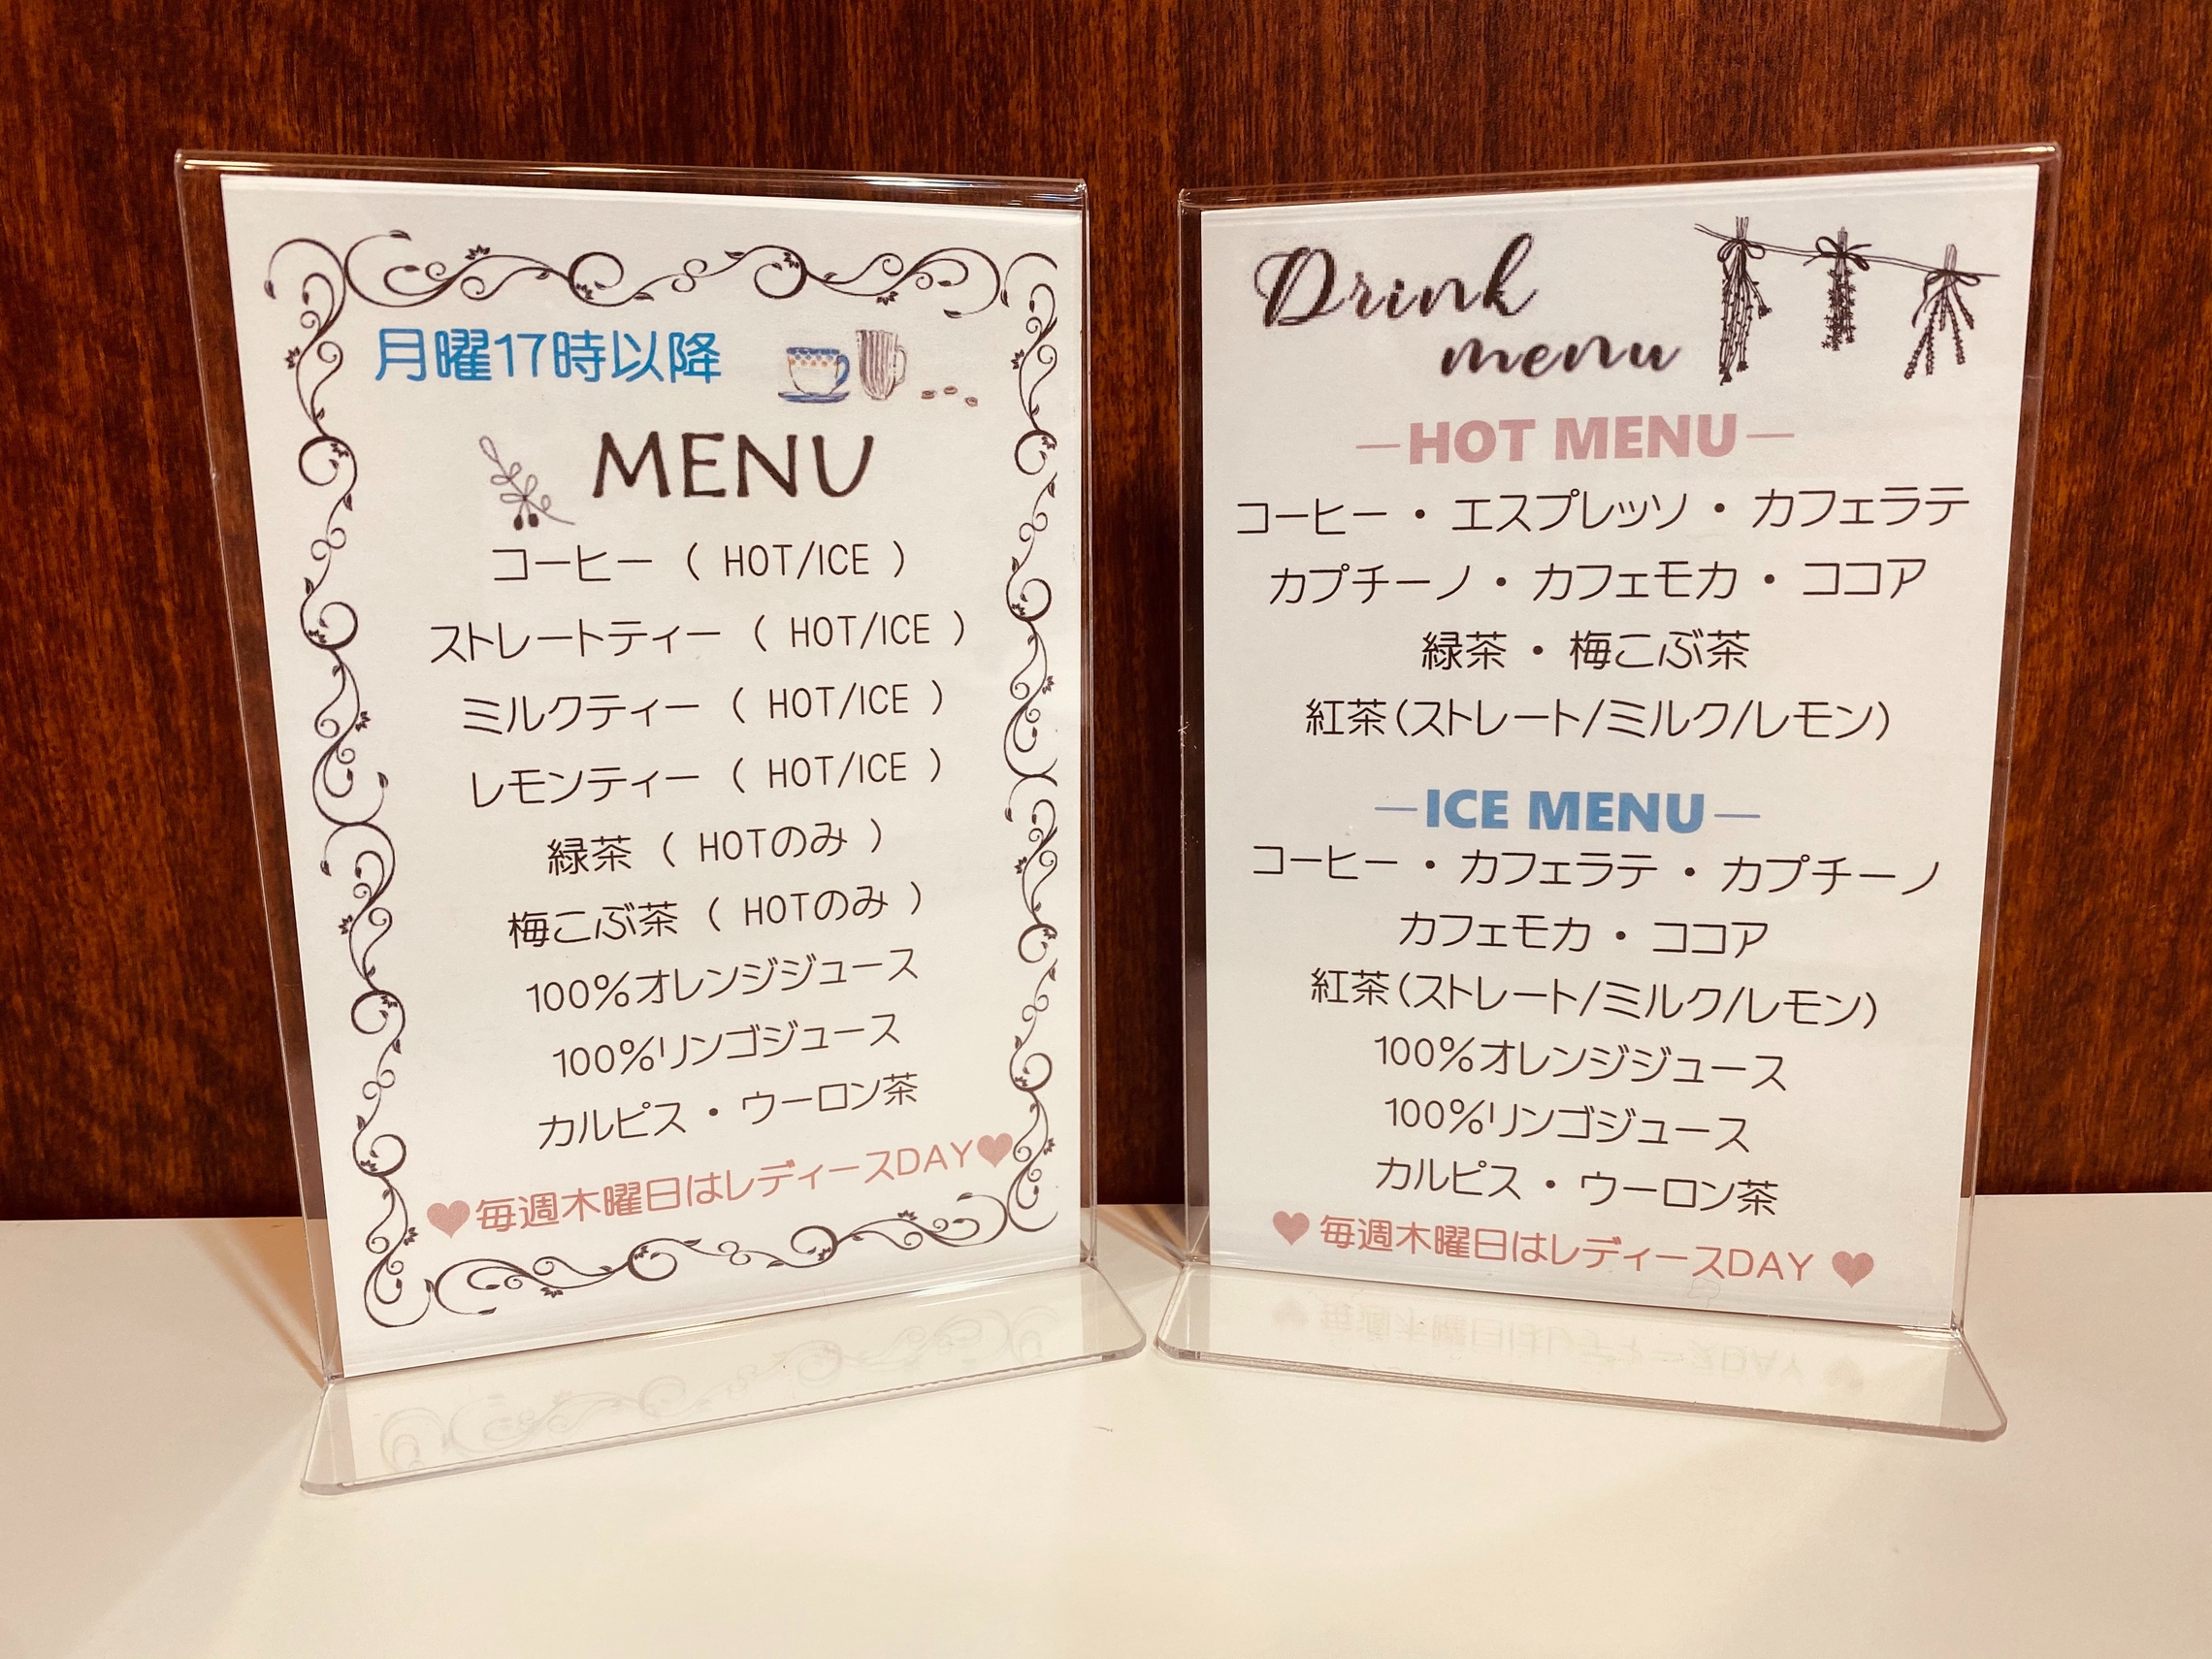 月曜17時以降
MENU
コーヒー ( HOT/ICE )
ストレートティー ( HOT/ICE )
ミルクティー ( HOT/ICE )
レモンティー ( HOT/ICE )
緑茶 ( HOTのみ )
梅こぶ茶 ( HOTのみ )
100%オレンジジュース
100%リンゴジュース
カルピス・ウーロン茶
♥毎週木曜日はレディースDAY♥
Drink
menu
—HOT MENU—
コーヒー・エスプレッソ・カフェラテ
カプチーノ・カフェモカ・ココア
緑茶・梅こぶ茶
紅茶(ストレート/ミルク/レモン)
—ICE MENU—
コーヒー・カフェラテ・カプチーノ
カフェモカ・ココア
紅茶(ストレート/ミルク/レモン)
100%オレンジジュース
100%リンゴジュース
カルピス・ウーロン茶
♥毎週木曜日はレディースDAY♥